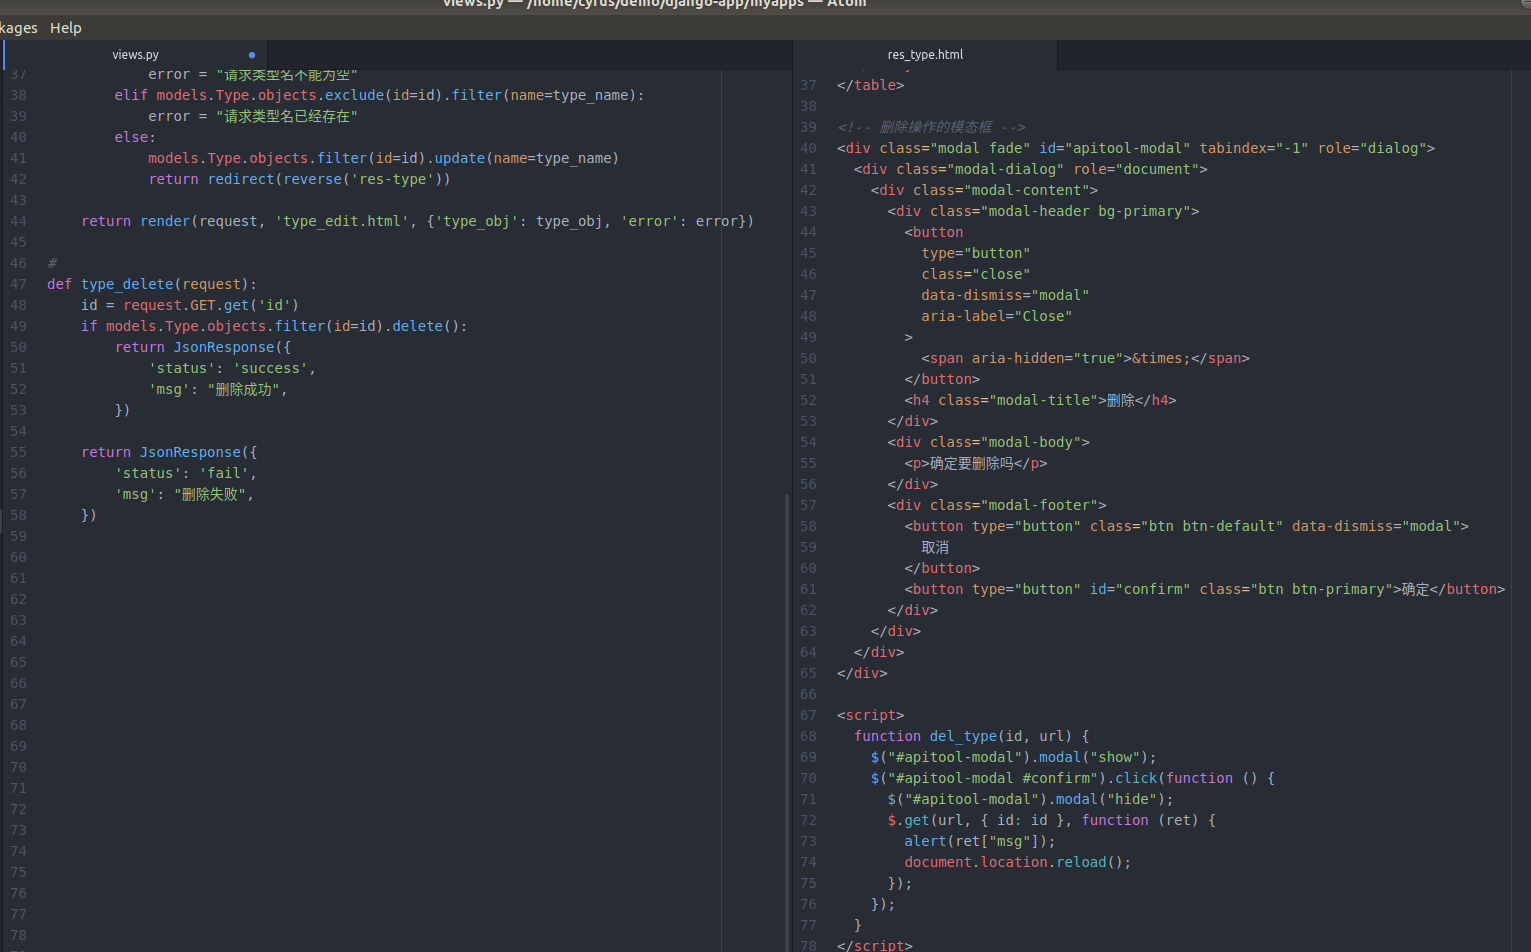 views.py — /home/cyrus/demo/django-app/myapps — Atom
kages Help
views.py
37 error = "请求类型名不能为空"
38 elif models.Type.objects.exclude(id=id).filter(name=type_name):
39 error = "请求类型名已经存在"
40 else:
41 models.Type.objects.filter(id=id).update(name=type_name)
42 return redirect(reverse('res-type'))
43
44 return render(request, 'type_edit.html', {'type_obj': type_obj, 'error': error})
45
46 #
47 def type_delete(request):
48 id = request.GET.get('id')
49 if models.Type.objects.filter(id=id).delete():
50 return JsonResponse({
51 'status': 'success',
52 'msg': "删除成功",
53 })
54
55 return JsonResponse({
56 'status': 'fail',
57 'msg': "删除失败",
58 })
59
60
61
62
63
64
65
66
67
68
69
70
71
72
73
74
75
76
77
78
res_type.html
37 </table>
38
39 <!-- 删除操作的模态框 -->
40 <div class="modal fade" id="apitool-modal" tabindex="-1" role="dialog">
41 <div class="modal-dialog" role="document">
42 <div class="modal-content">
43 <div class="modal-header bg-primary">
44 <button
45 type="button"
46 class="close"
47 data-dismiss="modal"
48 aria-label="Close"
49 >
50 <span aria-hidden="true">&times;</span>
51 </button>
52 <h4 class="modal-title">删除</h4>
53 </div>
54 <div class="modal-body">
55 <p>确定要删除吗</p>
56 </div>
57 <div class="modal-footer">
58 <button type="button" class="btn btn-default" data-dismiss="modal">
59 取消
60 </button>
61 <button type="button" id="confirm" class="btn btn-primary">确定</button>
62 </div>
63 </div>
64 </div>
65 </div>
66
67 <script>
68 function del_type(id, url) {
69 $("#apitool-modal").modal("show");
70 $("#apitool-modal #confirm").click(function () {
71 $("#apitool-modal").modal("hide");
72 $.get(url, { id: id }, function (ret) {
73 alert(ret["msg"]);
74 document.location.reload();
75 });
76 });
77 }
78 </script>